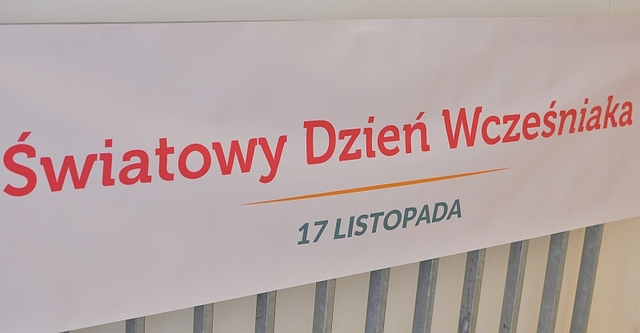 Światowy Dzień Wcześniaka
17 LISTOPADA